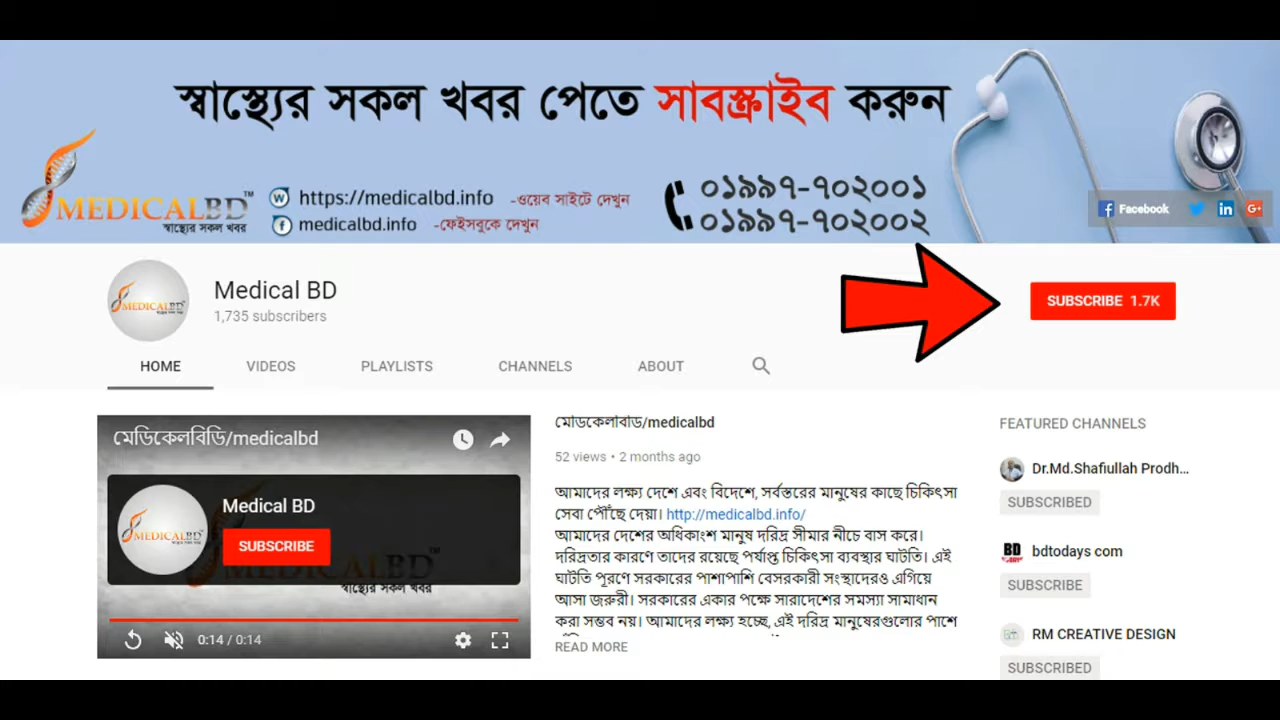 স্বাস্থ্যের সকল খবর পেতে সাবস্ক্রাইব করুন
MEDICALBD™
স্বাস্থ্যের সকল খবর
https://medicalbd.info -ওয়েব সাইটে দেখুন
medicalbd.info -ফেইসবুকে দেখুন
০১৯৯৭-৭০২০০১
০১৯৯৭-৭০২০০২
Facebook
Medical BD
1,735 subscribers
SUBSCRIBE 1.7K
HOME VIDEOS PLAYLISTS CHANNELS ABOUT
মেডিকেলবিডি/medicalbd
Medical BD
SUBSCRIBE
MEDICALBD
স্বাস্থ্যের সকল খবর
0:14 / 0:14
মেডিকেলবিডি/medicalbd
52 views • 2 months ago
আমাদের লক্ষ্য দেশে এবং বিদেশে, সর্বস্তরের মানুষের কাছে চিকিৎসা
সেবা পৌঁছে দেয়া। http://medicalbd.info/
আমাদের দেশের অধিকাংশ মানুষ দরিদ্র সীমার নীচে বাস করে।
দরিদ্রতার কারণে তাদের রয়েছে পর্যাপ্ত চিকিৎসা ব্যবস্থার ঘাটতি। এই
ঘাটতি পূরণে সরকারের পাশাপাশি বেসরকারী সংস্থাদেরও এগিয়ে
আসা জরুরী। সরকারের একার পক্ষে সারাদেশের সমস্যা সামাধান
করা সম্ভব নয়। আমাদের লক্ষ্য হচ্ছে, এই দরিদ্র মানুষেরগুলোর পাশে
READ MORE
FEATURED CHANNELS
Dr.Md.Shafiullah Prodh...
SUBSCRIBED
bdtodays com
SUBSCRIBED
RM CREATIVE DESIGN
SUBSCRIBED